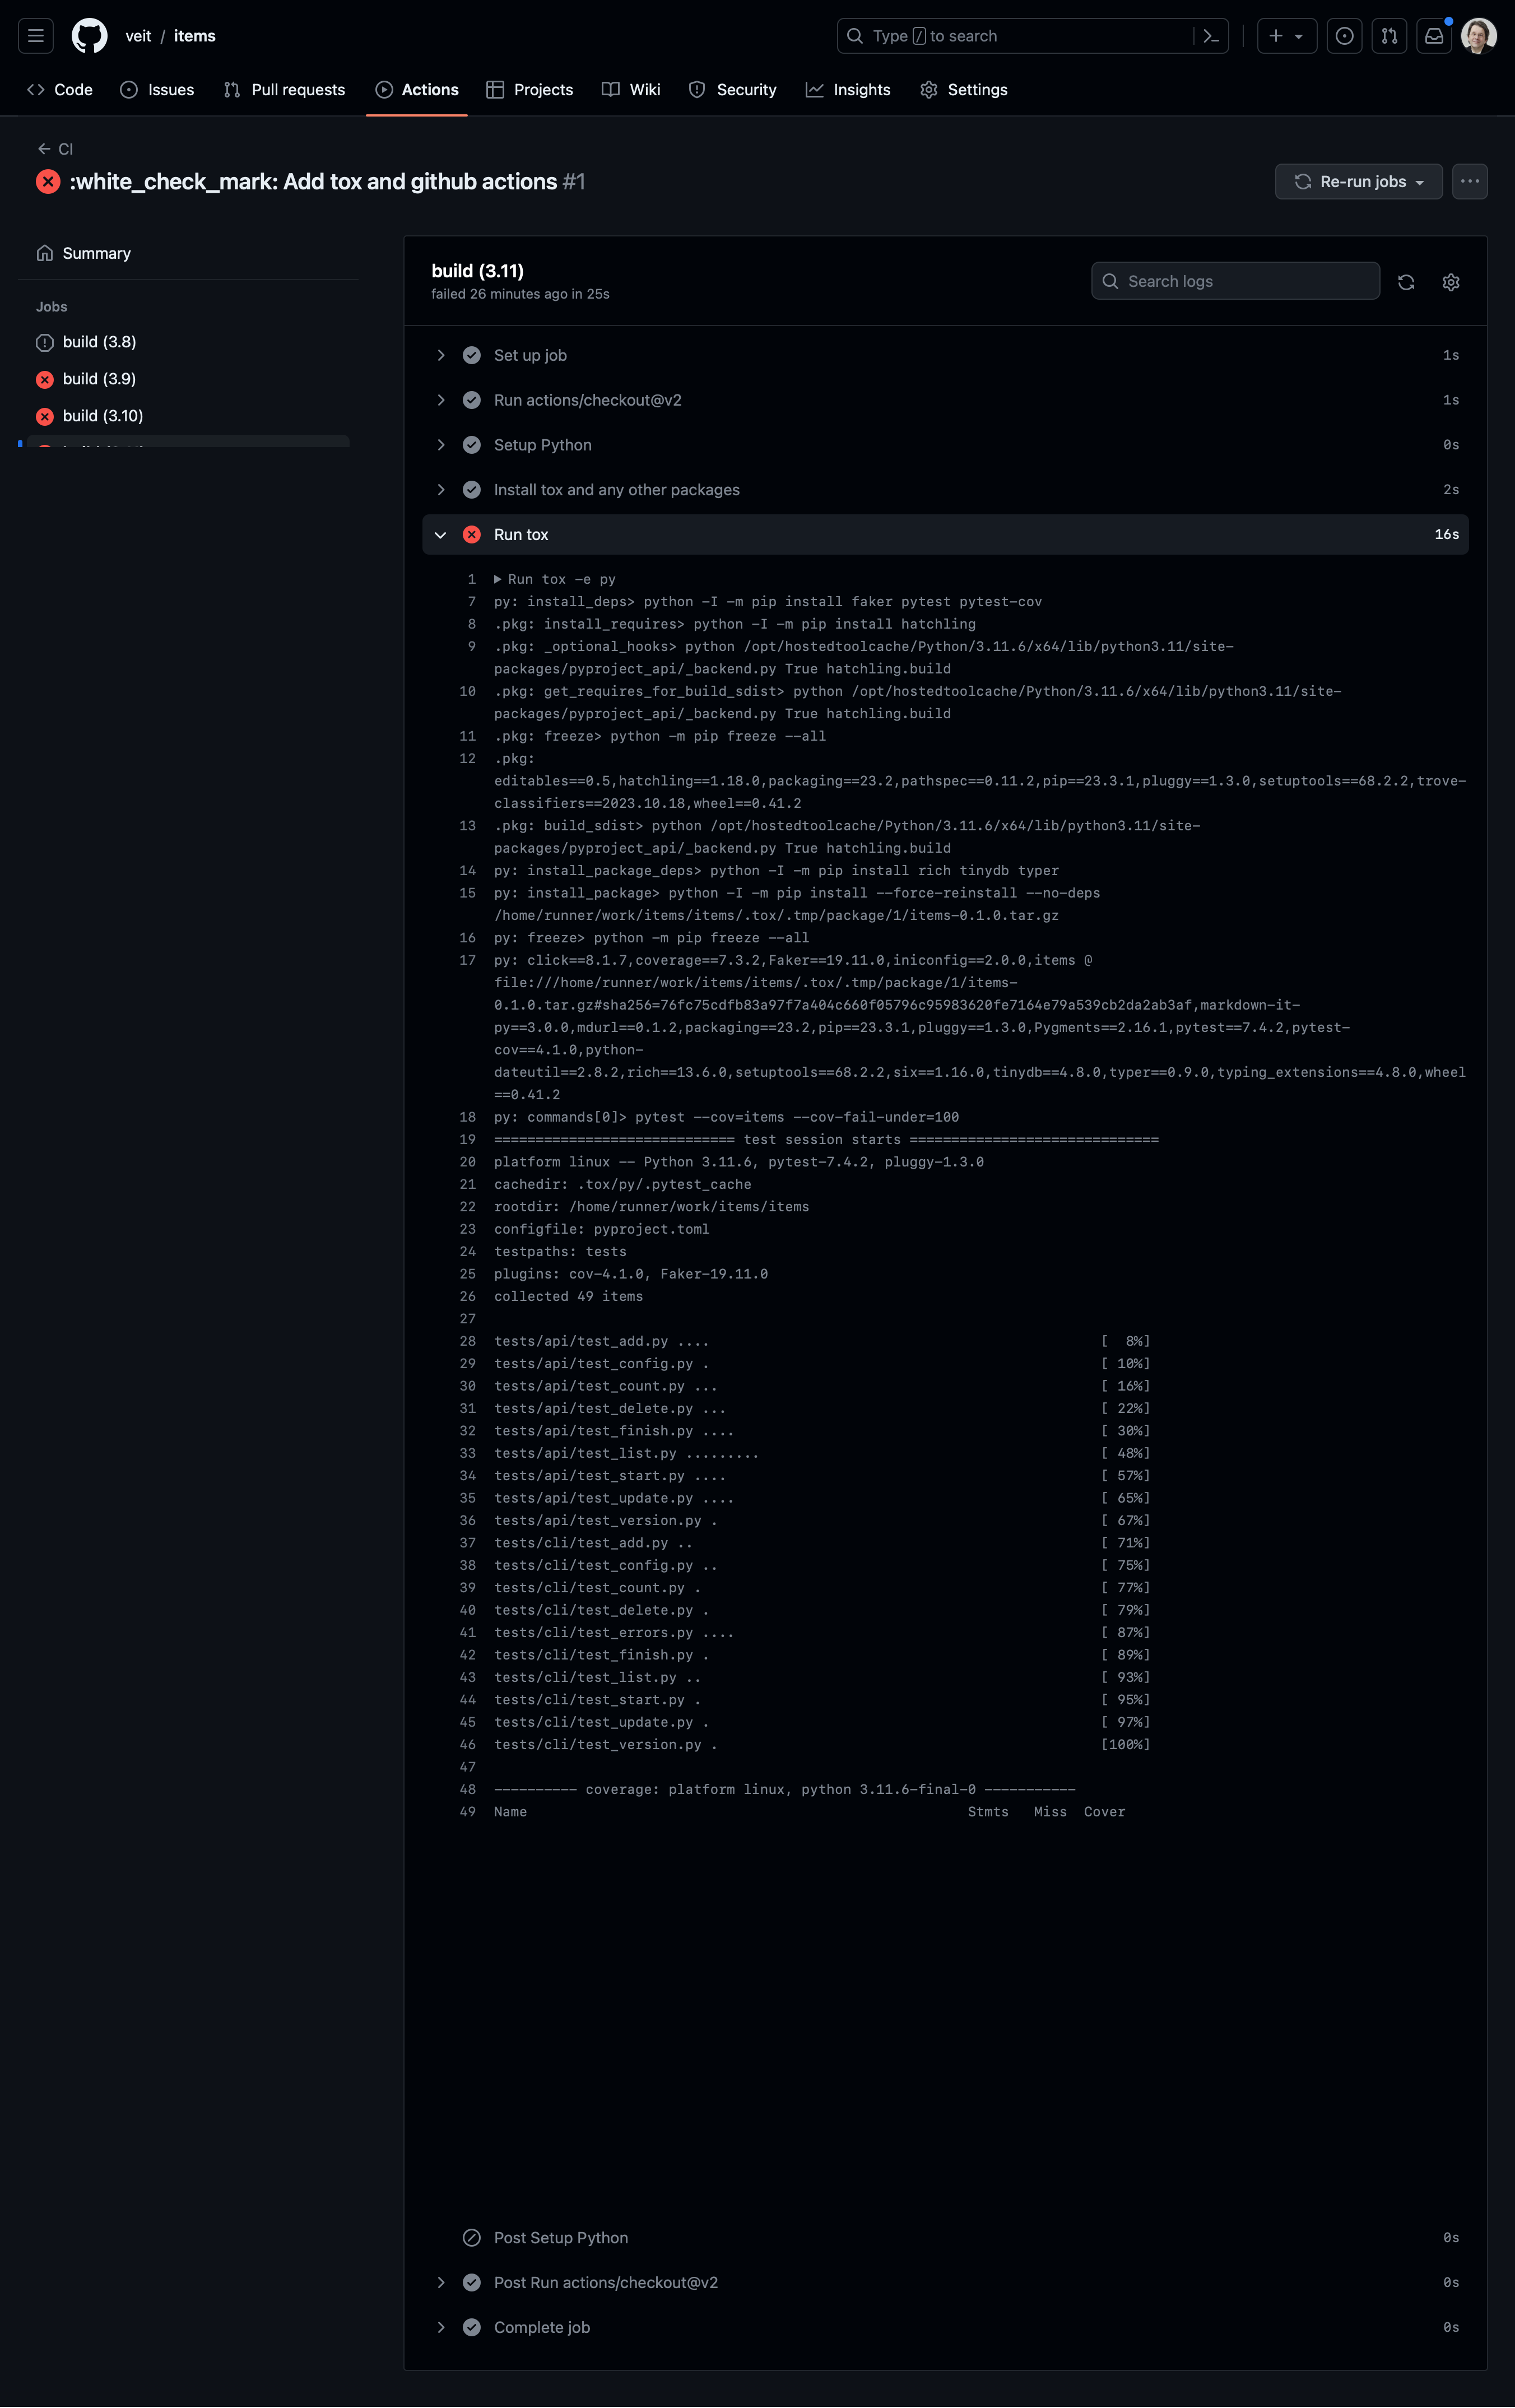 veit / items
Type / to search
Code Issues Pull requests Actions Projects Wiki Security Insights Settings
CI
:white_check_mark: Add tox and github actions #1
Re-run jobs
Summary
Jobs
build (3.8)
build (3.9)
build (3.10)
build (3.11)
failed 26 minutes ago in 25s
Search logs
Set up job 1s
Run actions/checkout@v2 1s
Setup Python 0s
Install tox and any other packages 2s
Run tox 16s
1 Run tox -e py
7 py: install_deps> python -I -m pip install faker pytest pytest-cov
8 .pkg: install_requires> python -I -m pip install hatchling
9 .pkg: _optional_hooks> python /opt/hostedtoolcache/Python/3.11.6/x64/lib/python3.11/site-
packages/pyproject_api/_backend.py True hatchling.build
10 .pkg: get_requires_for_build_sdist> python /opt/hostedtoolcache/Python/3.11.6/x64/lib/python3.11/site-
packages/pyproject_api/_backend.py True hatchling.build
11 .pkg: freeze> python -m pip freeze --all
12 .pkg:
editables==0.5,hatchling==1.18.0,packaging==23.2,pathspec==0.11.2,pip==23.3.1,pluggy==1.3.0,setuptools==68.2.2,trove-
classifiers==2023.10.18,wheel==0.41.2
13 .pkg: build_sdist> python /opt/hostedtoolcache/Python/3.11.6/x64/lib/python3.11/site-
packages/pyproject_api/_backend.py True hatchling.build
14 py: install_package_deps> python -I -m pip install rich tinydb typer
15 py: install_package> python -I -m pip install --force-reinstall --no-deps
/home/runner/work/items/items/.tox/.tmp/package/1/items-0.1.0.tar.gz
16 py: freeze> python -m pip freeze --all
17 py: click==8.1.7,coverage==7.3.2,Faker==19.11.0,iniconfig==2.0.0,items @
file:///home/runner/work/items/items/.tox/.tmp/package/1/items-
0.1.0.tar.gz#sha256=76fc75cdfb83a97f7a404c660f05796c95983620fe7164e79a539cb2da2ab3af,markdown-it-
py==3.0.0,mdurl==0.1.2,packaging==23.2,pip==23.3.1,pluggy==1.3.0,Pygments==2.16.1,pytest==7.4.2,pytest-
cov==4.1.0,python-
dateutil==2.8.2,rich==13.6.0,setuptools==68.2.2,six==1.16.0,tinydb==4.8.0,typer==0.9.0,typing_extensions==4.8.0,wheel
==0.41.2
18 py: commands[0]> pytest --cov=items --cov-fail-under=100
19 ============================= test session starts ==============================
20 platform linux -- Python 3.11.6, pytest-7.4.2, pluggy-1.3.0
21 cachedir: .tox/py/.pytest_cache
22 rootdir: /home/runner/work/items/items
23 configfile: pyproject.toml
24 testpaths: tests
25 plugins: cov-4.1.0, Faker-19.11.0
26 collected 49 items
27
28 tests/api/test_add.py .... [ 8%]
29 tests/api/test_config.py . [ 10%]
30 tests/api/test_count.py ... [ 16%]
31 tests/api/test_delete.py ... [ 22%]
32 tests/api/test_finish.py .... [ 30%]
33 tests/api/test_list.py ......... [ 48%]
34 tests/api/test_start.py .... [ 57%]
35 tests/api/test_update.py .... [ 65%]
36 tests/api/test_version.py . [ 67%]
37 tests/cli/test_add.py .. [ 71%]
38 tests/cli/test_config.py .. [ 75%]
39 tests/cli/test_count.py . [ 77%]
40 tests/cli/test_delete.py . [ 79%]
41 tests/cli/test_errors.py .... [ 87%]
42 tests/cli/test_finish.py . [ 89%]
43 tests/cli/test_list.py .. [ 93%]
44 tests/cli/test_start.py . [ 95%]
45 tests/cli/test_update.py . [ 97%]
46 tests/cli/test_version.py . [100%]
47
48 ---------- coverage: platform linux, python 3.11.6-final-0 -----------
49 Name Stmts Miss Cover
Post Setup Python 0s
Post Run actions/checkout@v2 0s
Complete job 0s